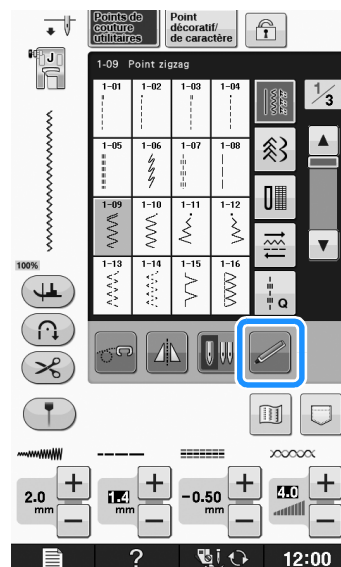 Points de
couture
utilitaires
Point
décoratif/
de caractère
J
1-09 Point zigzag
1/3
1-01 1-02 1-03 1-04
1-05 1-06 1-07 1-08
1-09 1-10 1-11 1-12
1-13 1-14 1-15 1-16
Q
100%
2.0 mm
1.4 mm
-0.50 mm
4.0
?
12:00